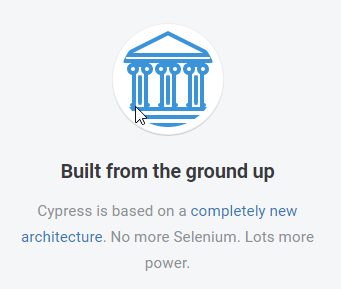 Built from the ground up
Cypress is based on a completely new
architecture. No more Selenium. Lots more
power.